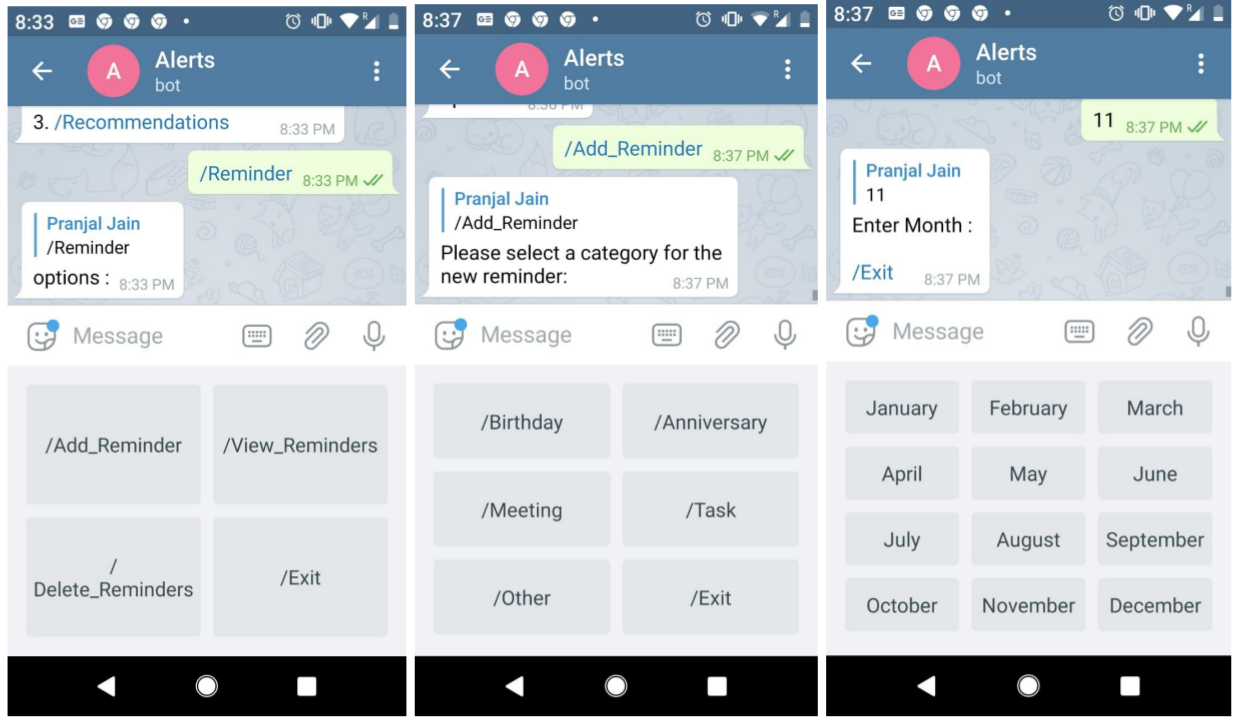 8:33
Alerts
bot
3. /Recommendations 8:33 PM
/Reminder 8:33 PM
Pranjal Jain
/Reminder
options : 8:33 PM
Message
/Add_Reminder /View_Reminders
/
Delete_Reminders
/Exit
8:37
Alerts
bot
8:36 PM
/Add_Reminder 8:37 PM
Pranjal Jain
/Add_Reminder
Please select a category for the
new reminder: 8:37 PM
Message
/Birthday /Anniversary
/Meeting /Task
/Other /Exit
8:37
Alerts
bot
11 8:37 PM
Pranjal Jain
11
Enter Month :
/Exit 8:37 PM
Message
January February March
April May June
July August September
October November December